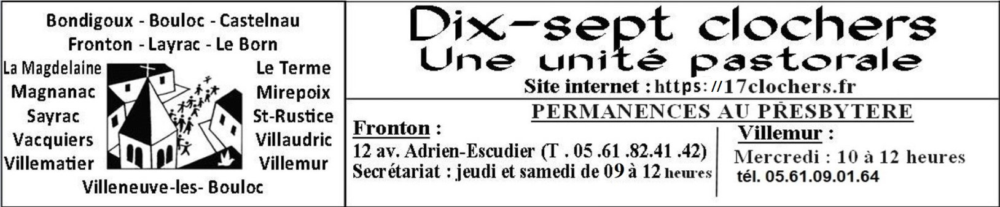 Bondigoux - Bouloc - Castelnau
Fronton - Layrac - Le Born
La Magdelaine
Magnanac
Sayrac
Vacquiers
Villematier
Le Terme
Mirepoix
St-Rustice
Villaudric
Villemur
Villeneuve-les- Bouloc
Dix-sept clochers
Une unité pastorale
Site internet : https: //17clochers.fr
PERMANENCES AU PRESBYTERE
Fronton :
12 av. Adrien-Escudier (T . 05 .61 .82.41 .42)
Secrétariat : jeudi et samedi de 09 à 12 heures
Villemur :
Mercredi : 10 à 12 heures
tél. 05.61.09.01.64